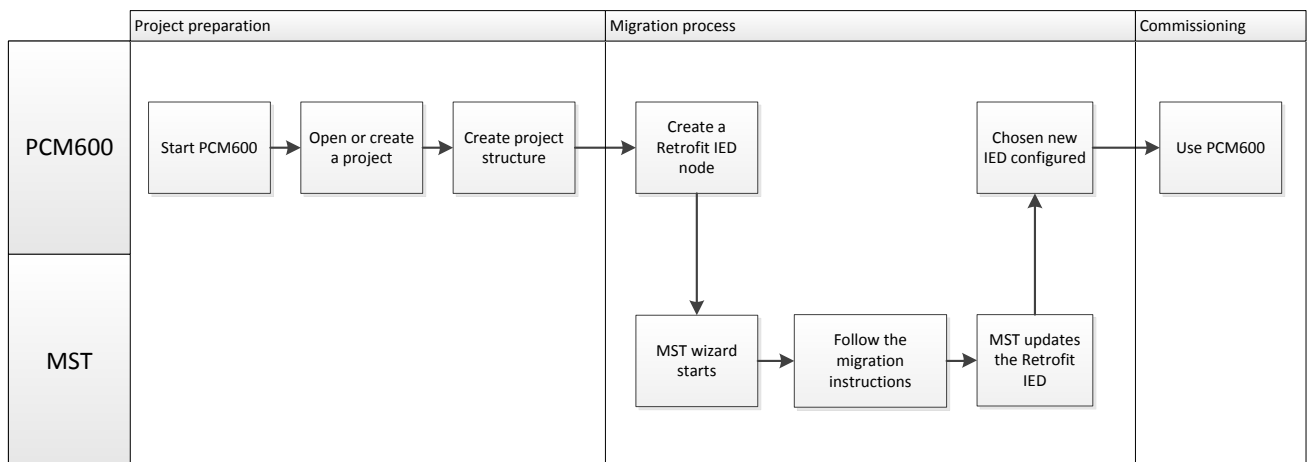 Project preparation
Migration process
Commissioning
PCM600
Start PCM600
Open or create
a project
Create project
structure
Create a
Retrofit IED
node
Chosen new
IED configured
Use PCM600
MST
MST wizard
starts
Follow the
migration
instructions
MST updates
the Retrofit
IED